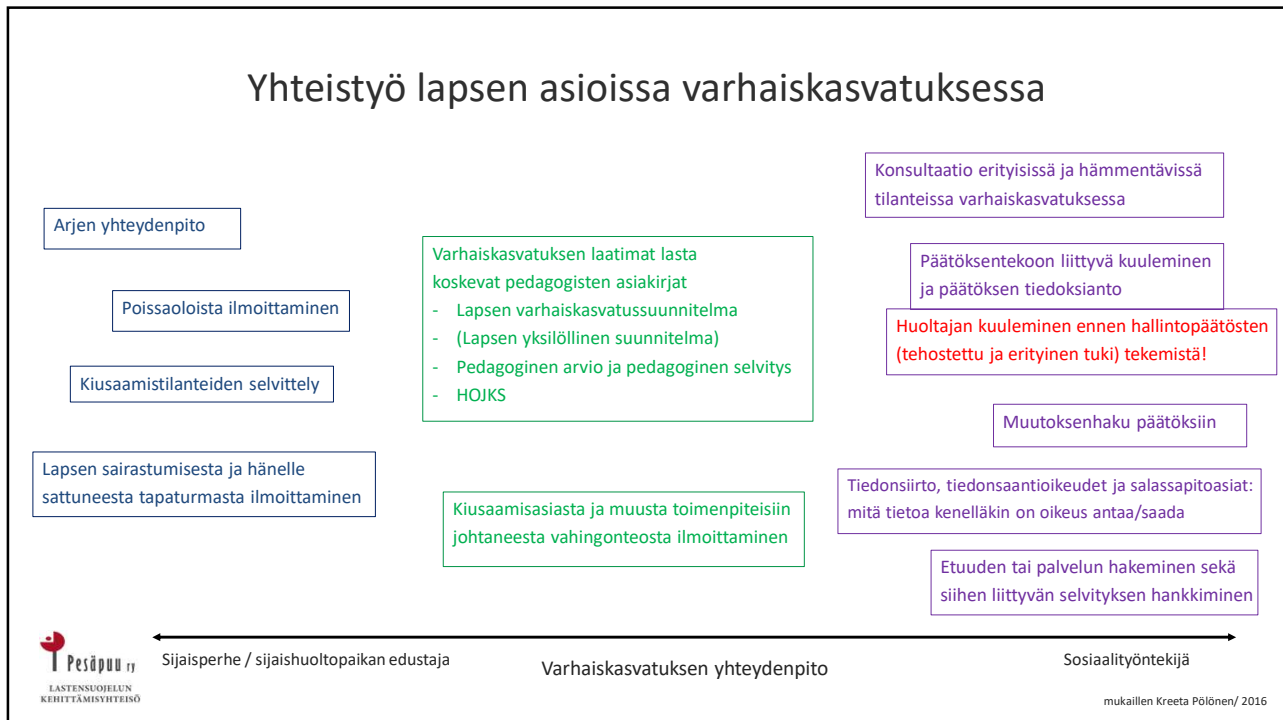 Yhteistyö lapsen asioissa varhaiskasvatuksessa
Arjen yhteydenpito
Poissaoloista ilmoittaminen
Kiusaamistilanteiden selvittely
Lapsen sairastumisesta ja hänelle
sattuneesta tapaturmasta ilmoittaminen
Varhaiskasvatuksen laatimat lasta
koskevat pedagogisten asiakirjat
- Lapsen varhaiskasvatussuunnitelma
- (Lapsen yksilöllinen suunnitelma)
- Pedagoginen arvio ja pedagoginen selvitys
- HOJKS
Kiusaamisasiasta ja muusta toimenpiteisiin
johtaneesta vahingonteosta ilmoittaminen
Konsultaatio erityisissä ja hämmentävissä
tilanteissa varhaiskasvatuksessa
Päätöksentekoon liittyvä kuuleminen
ja päätöksen tiedoksianto
Huoltajan kuuleminen ennen hallintopäätösten
(tehostettu ja erityinen tuki) tekemistä!
Muutoksenhaku päätöksiin
Tiedonsiirto, tiedonsaantioikeudet ja salassapitoasiat:
mitä tietoa kenelläkin on oikeus antaa/saada
Etuuden tai palvelun hakeminen sekä
siihen liittyvän selvityksen hankkiminen
Pesäpuu ry
LASTENSUOJELUN
KEHITTÄMISYHTEISÖ
Sijaisperhe / sijaishuoltopaikan edustaja
Varhaiskasvatuksen yhteydenpito
Sosiaalityöntekijä
mukaillen Kreeta Pölönen/ 2016